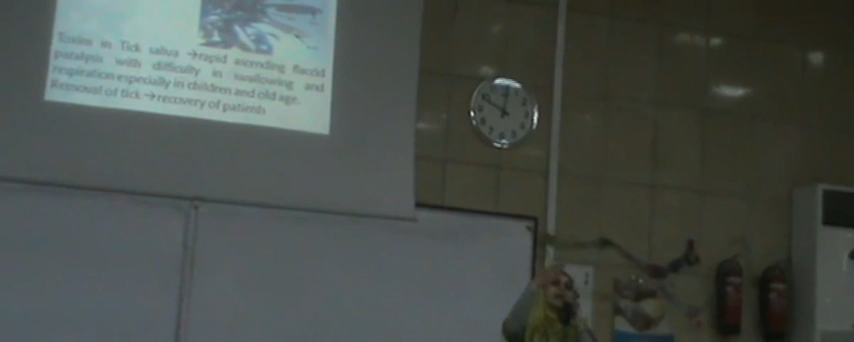 Toxins in Tick saliva →rapid ascending flaccid
paralysis with difficulty in swallowing and
respiration especially in children and old age.
Removal of tick →recovery of patients